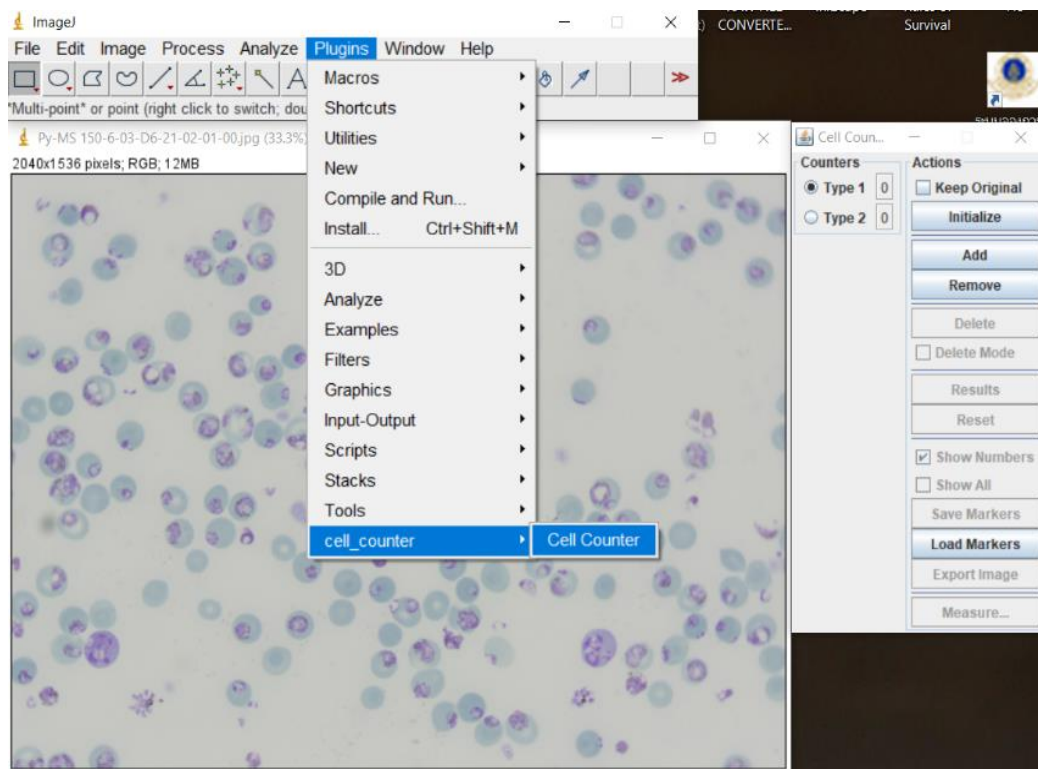 CONVERTE...
Survival
ImageJ
File Edit Image Process Analyze Plugins Window Help
*Multi-point* or point (right click to switch; dou
Py-MS 150-6-03-D6-21-02-01-00.jpg (33.3%)
2040x1536 pixels; RGB; 12MB
Macros
Shortcuts
Utilities
New
Compile and Run...
Install... Ctrl+Shift+M
3D
Analyze
Examples
Filters
Graphics
Input-Output
Scripts
Stacks
Tools
cell_counter
Cell Counter
Cell Coun...
Counters
Type 1 0
Type 2 0
Actions
Keep Original
Initialize
Add
Remove
Delete
Delete Mode
Results
Reset
Show Numbers
Show All
Save Markers
Load Markers
Export Image
Measure...